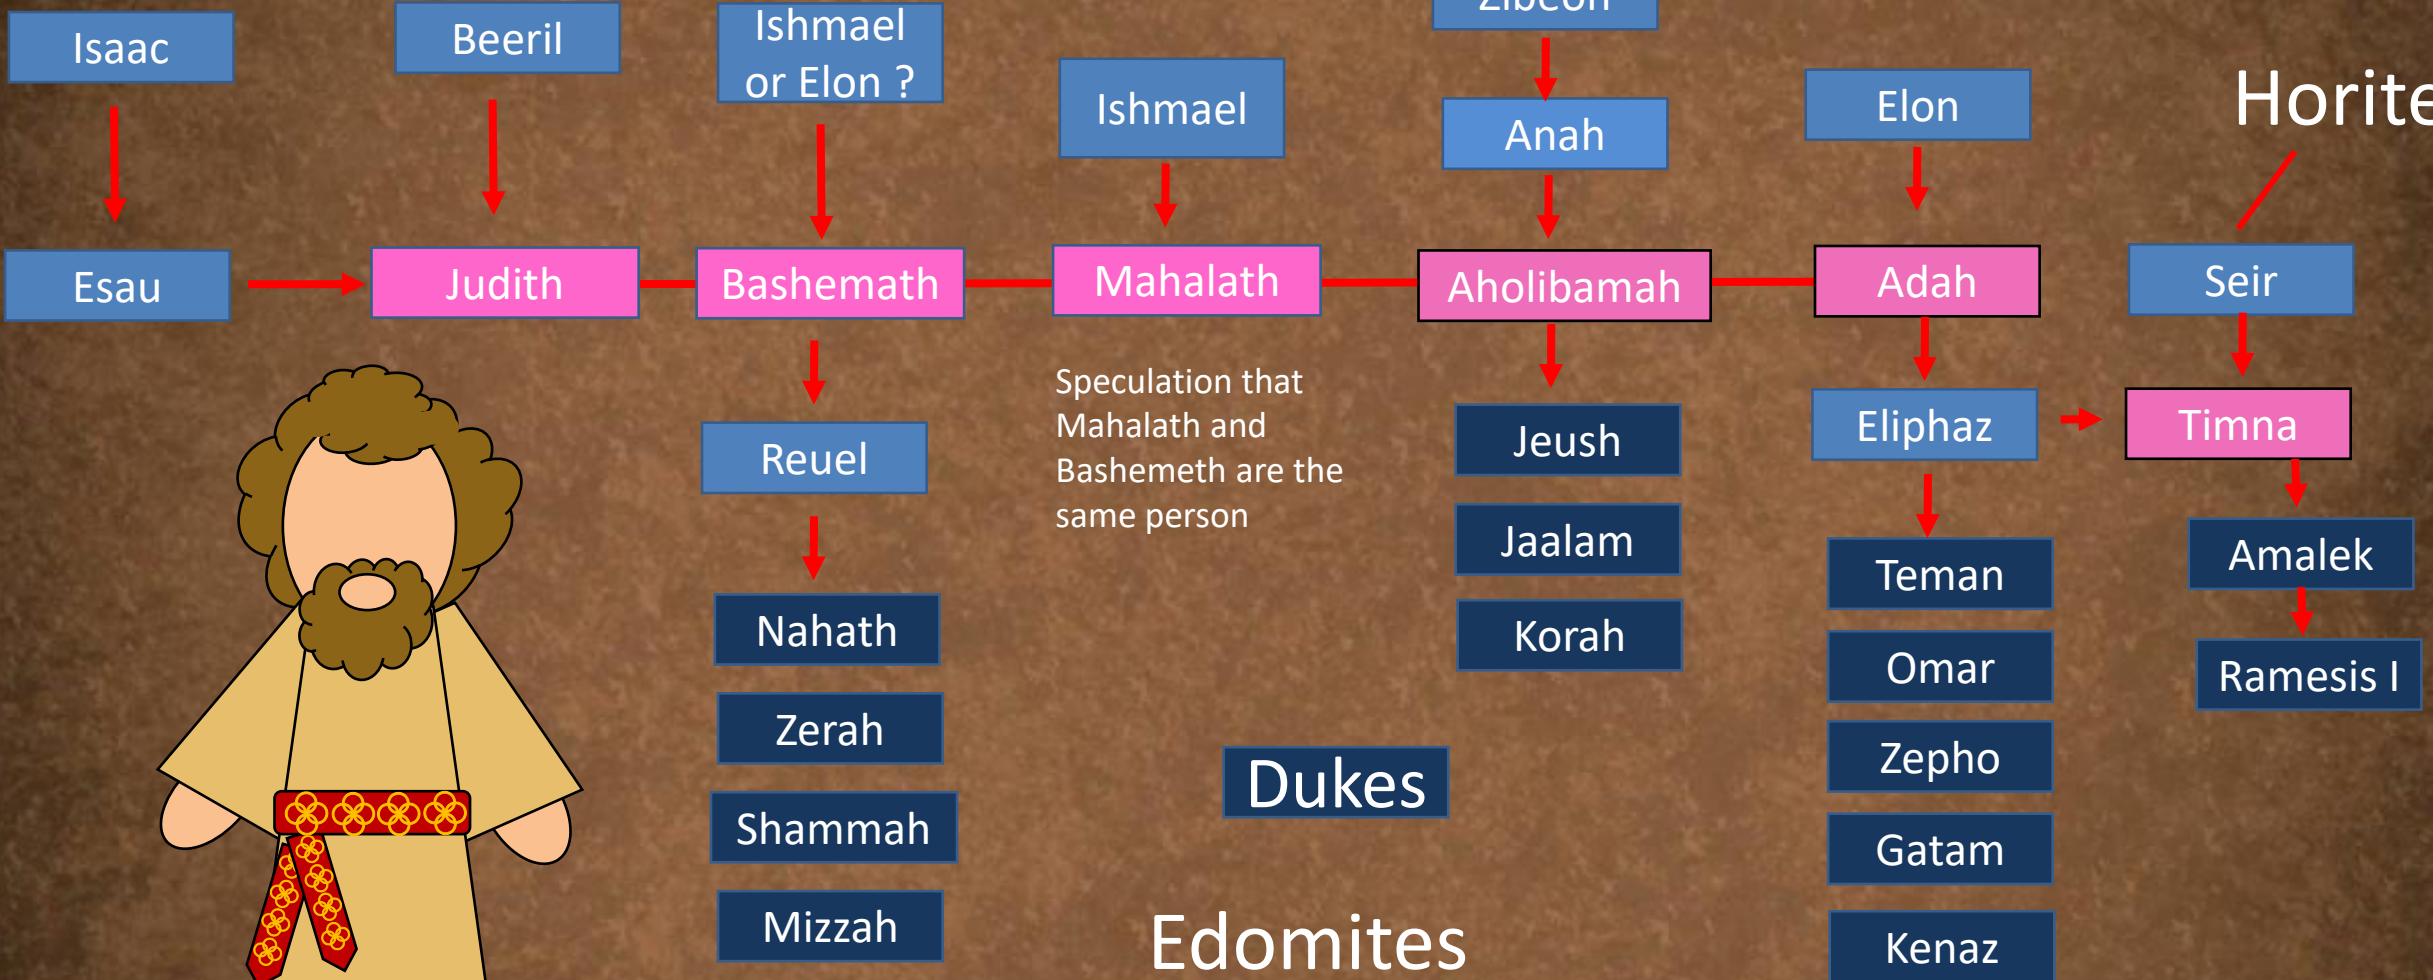 Zibeon
Isaac
Beeril
Ishmael
or Elon ?
Ishmael
Anah
Elon
Horite
Esau
Judith
Bashemath
Mahalath
Aholibamah
Adah
Seir
Speculation that
Mahalath and
Bashemeth are the
same person
Reuel
Jeush
Eliphaz
Timna
Jaalam
Teman
Amalek
Nahath
Korah
Omar
Ramesis I
Zerah
Zepho
Dukes
Shammah
Gatam
Mizzah
Edomites
Kenaz